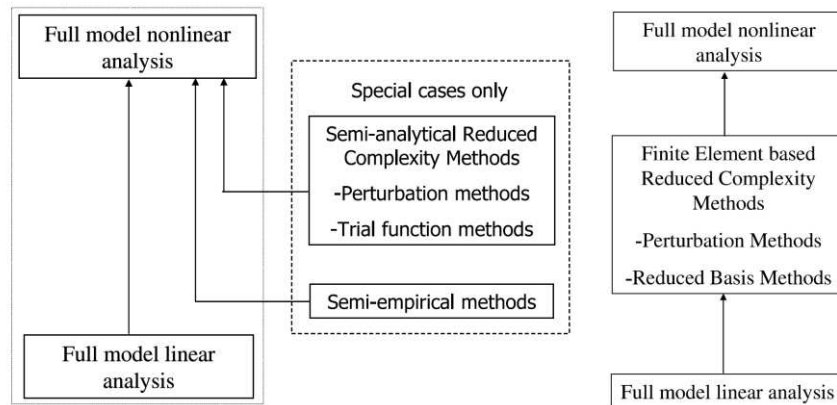 Full model nonlinear
analysis
Special cases only
Semi-analytical Reduced
Complexity Methods
-Perturbation methods
-Trial function methods
Semi-empirical methods
Full model linear
analysis
Full model nonlinear
analysis
Finite Element based
Reduced Complexity
Methods
-Perturbation Methods
-Reduced Basis Methods
Full model linear analysis